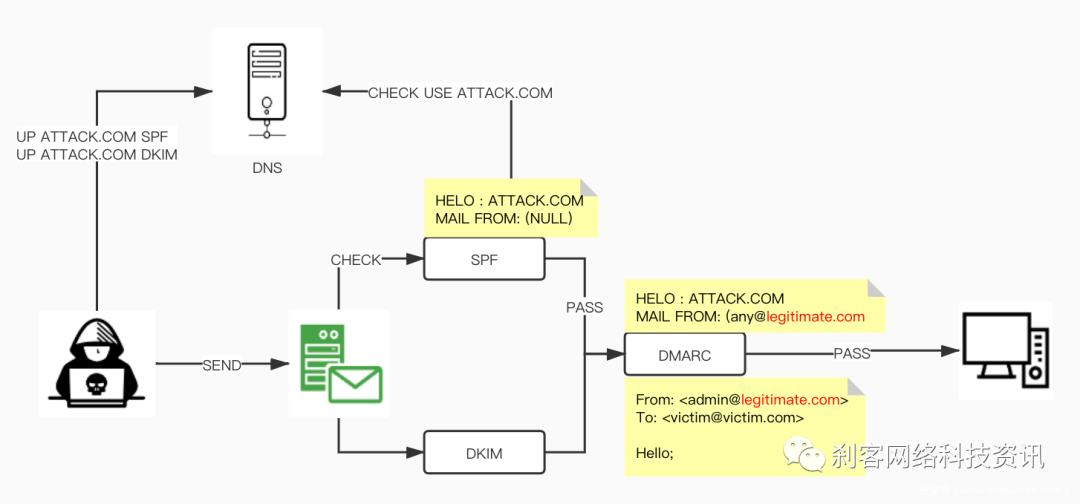 CHECK USE ATTACK.COM
UP ATTACK.COM SPF
UP ATTACK.COM DKIM
DNS
HELO : ATTACK.COM
MAIL FROM: (NULL)
CHECK
SPF
PASS
HELO : ATTACK.COM
MAIL FROM: (any@legitimate.com
SEND
DMARC
PASS
From: <admin@legitimate.com>
To: <victim@victim.com>
Hello;
DKIM
刹客网络科技资讯